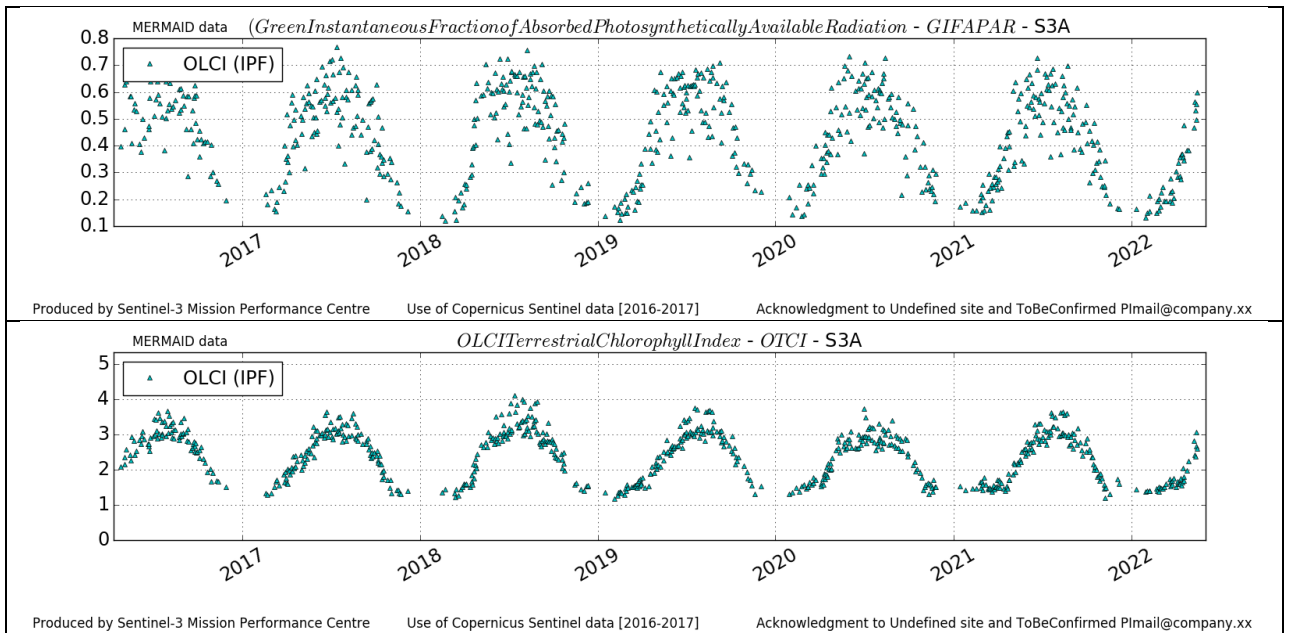 MERMAID data (GreenInstantaneousFractionofAbsorbedPhotosyntheticallyAvailableRadiation - GIFAPAR - S3A
0.8
0.7
0.6
0.5
0.4
0.3
0.2
0.1
OLCI (IPF)
2017 2018 2019 2020 2021 2022
Produced by Sentinel-3 Mission Performance Centre Use of Copernicus Sentinel data [2016-2017] Acknowledgment to Undefined site and ToBeConfirmed PImail@company.xx
MERMAID data OLCITerrestrialChlorophyllIndex - OTCI - S3A
5
4
3
2
1
0
OLCI (IPF)
2017 2018 2019 2020 2021 2022
Produced by Sentinel-3 Mission Performance Centre Use of Copernicus Sentinel data [2016-2017] Acknowledgment to Undefined site and ToBeConfirmed PImail@company.xx